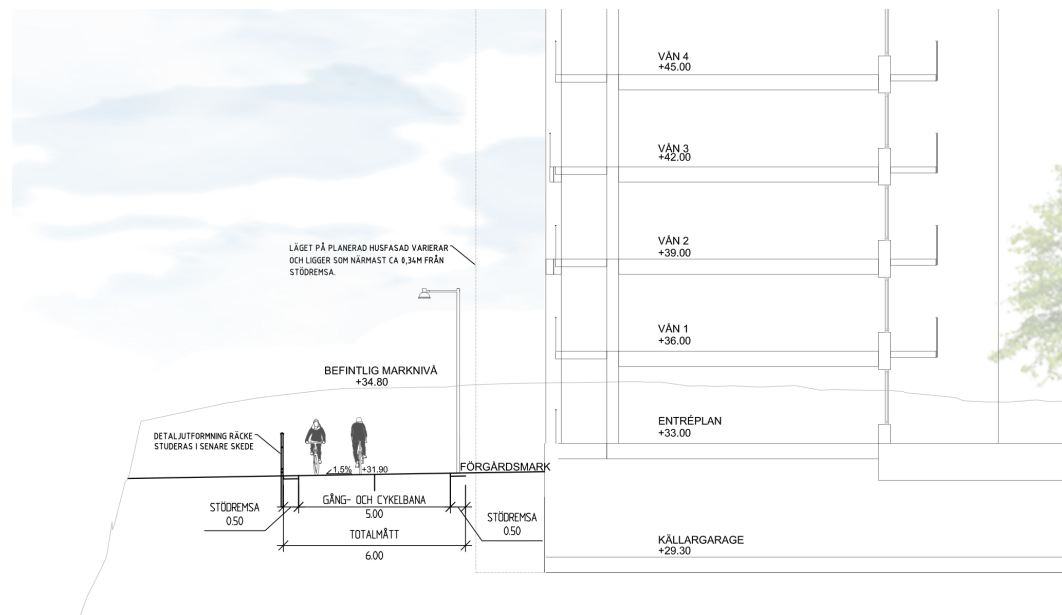 VÅN 4
+45.00
VÅN 3
+42.00
LÄGET PÅ PLANERAD HUSFASAD VARIERAR
OCH LIGGER SOM NÄRMAST CA 0,34M FRÅN
STÖDREMSA.
VÅN 2
+39.00
VÅN 1
+36.00
BEFINTLIG MARKNIVÅ
+34.80
ENTRÉPLAN
+33.00
DETALJUTFORMNING RÄCKE
STUDERAS I SENARE SKEDE
1,5% +31.90
FÖRGÅRDSMARK
STÖDREMSA
0.50
GÅNG- OCH CYKELBANA
5.00
STÖDREMSA
0.50
TOTALMÅTT
6.00
KÄLLARGARAGE
+29.30